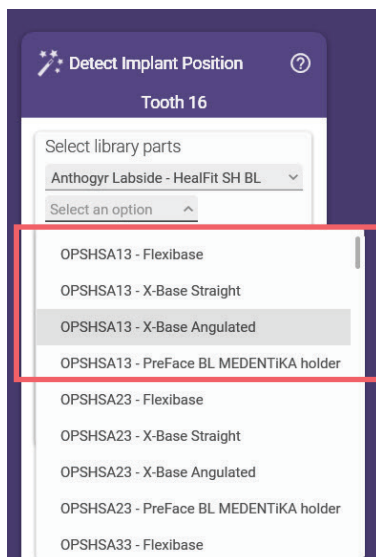 Detect Implant Position
Tooth 16
Select library parts
Anthogyr Labside - HealFit SH BL
Select an option
OPSHSA13 - Flexibase
OPSHSA13 - X-Base Straight
OPSHSA13 - X-Base Angulated
OPSHSA13 - PreFace BL MEDENTiKA holder
OPSHSA23 - Flexibase
OPSHSA23 - X-Base Straight
OPSHSA23 - X-Base Angulated
OPSHSA23 - PreFace BL MEDENTiKA holder
OPSHSA33 - Flexibase